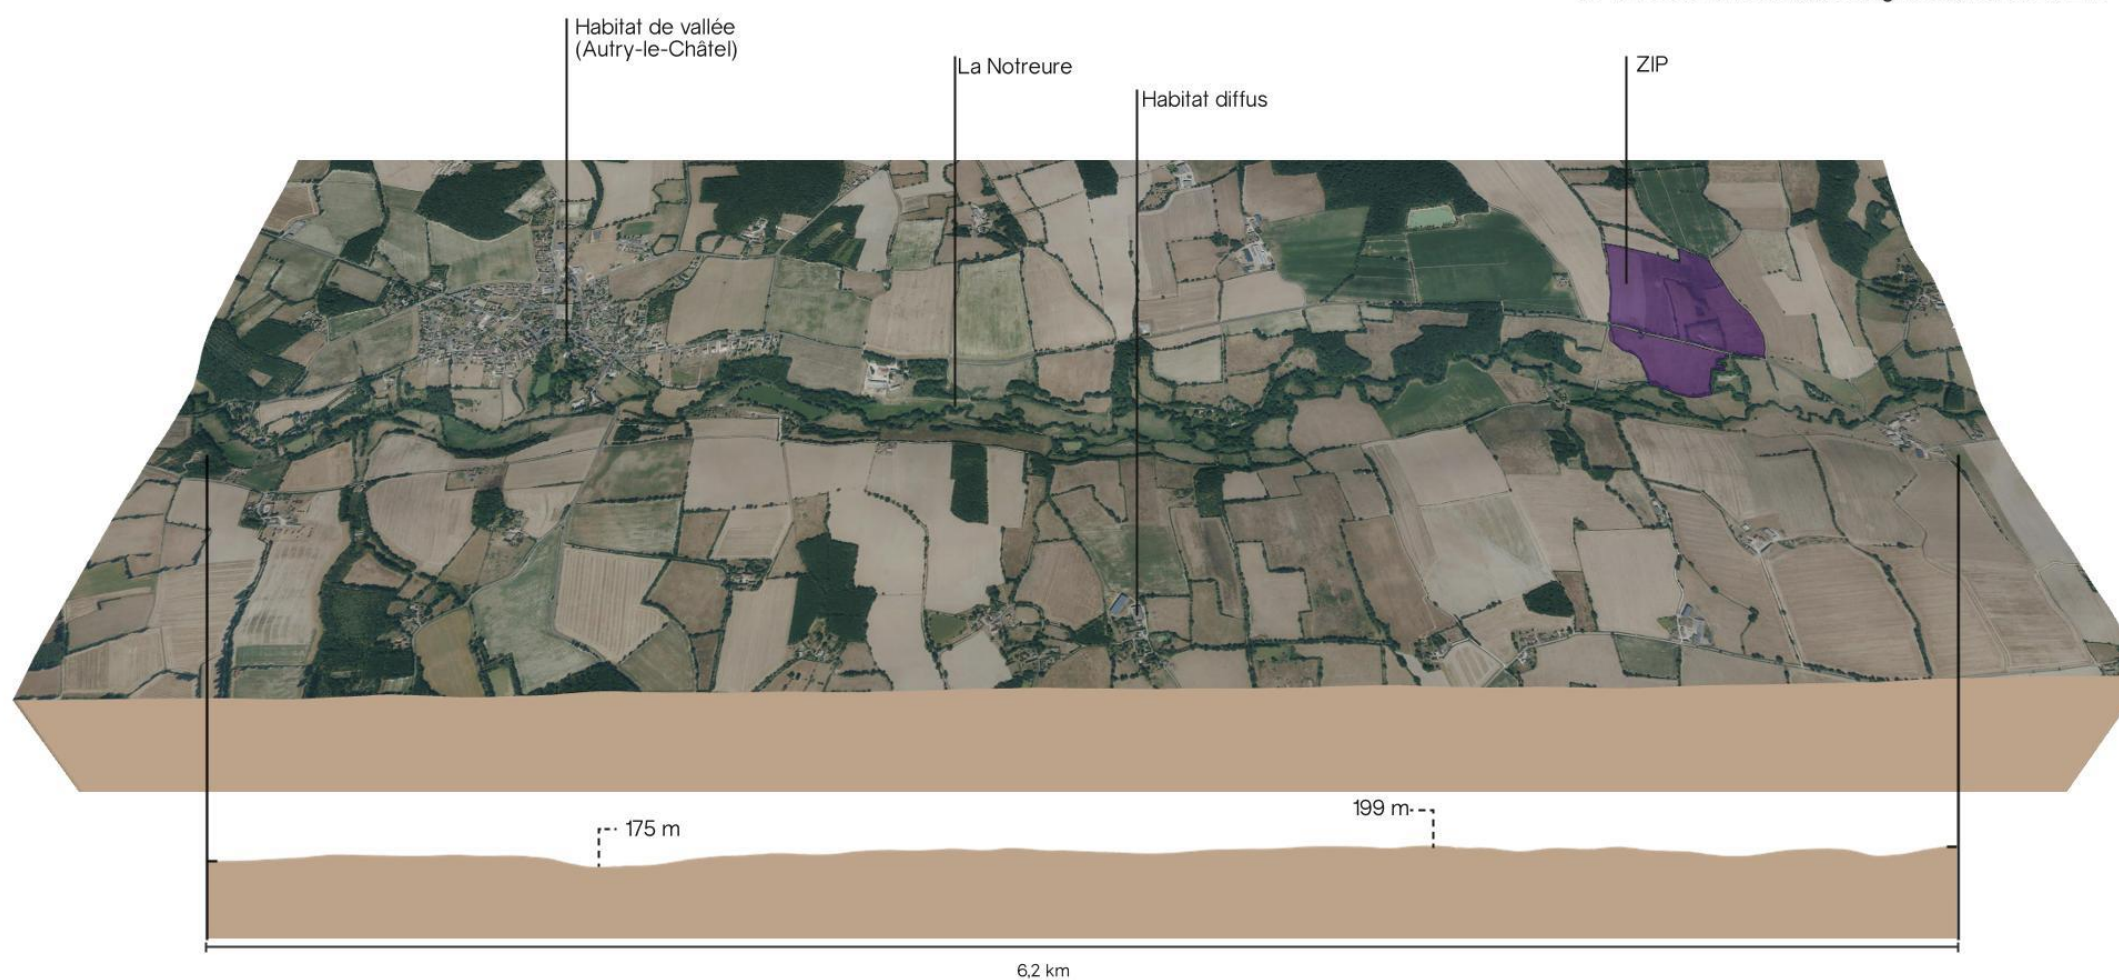 Habitat de vallée
(Autry-le-Châtel)
La Notreure
ZIP
Habitat diffus
199 m
175 m
6,2 km